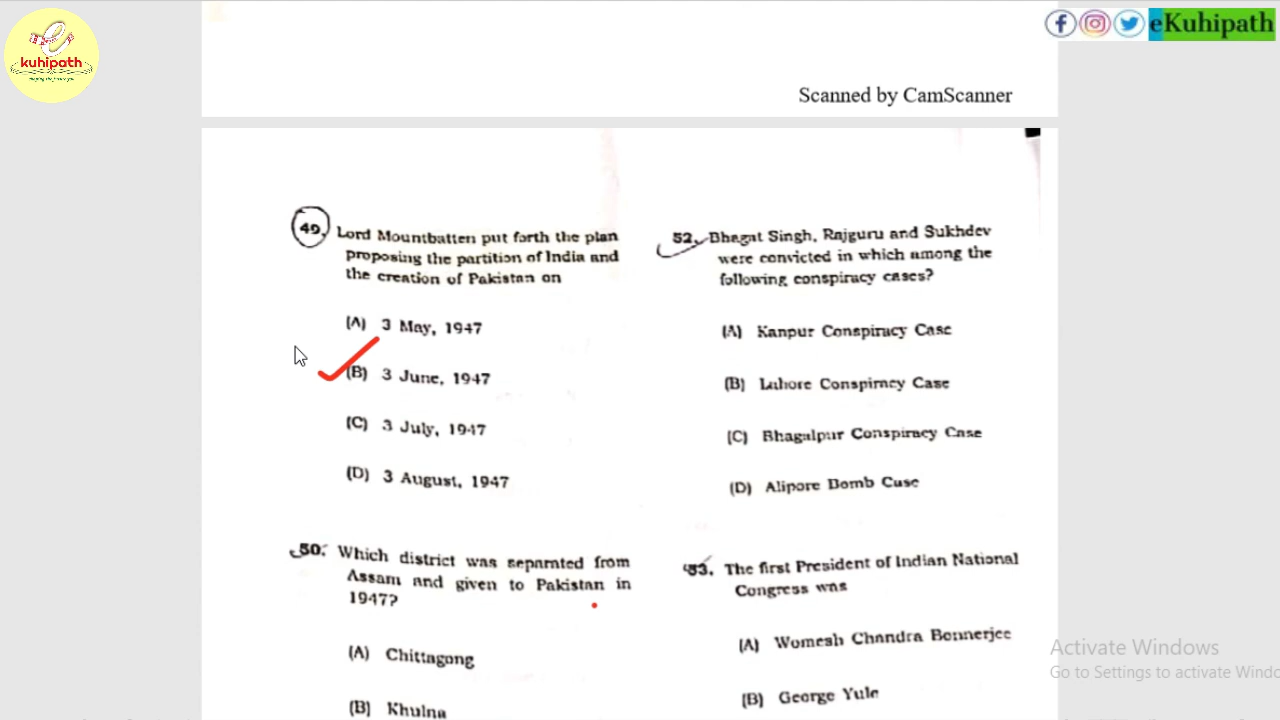 kuhipath
eKuhipath
Scanned by CamScanner
49. Lord Mountbatten put forth the plan
proposing the partition of India and
the creation of Pakistan on
(A) 3 May, 1947
(B) 3 June, 1947
(C) 3 July, 1947
(D) 3 August, 1947
50. Which district was separated from
Assam and given to Pakistan in
1947?
(A) Chittagong
(B) Khulna
52. Bhagat Singh, Rajguru and Sukhdev
were convicted in which among the
following conspiracy cases?
(A) Kanpur Conspiracy Case
(B) Lahore Conspiracy Case
(C) Bhagalpur Conspiracy Case
(D) Alipore Bomb Case
53. The first President of Indian National
Congress was
(A) Womesh Chandra Bonnerjee
(B) George Yule
Activate Windows
Go to Settings to activate Windo